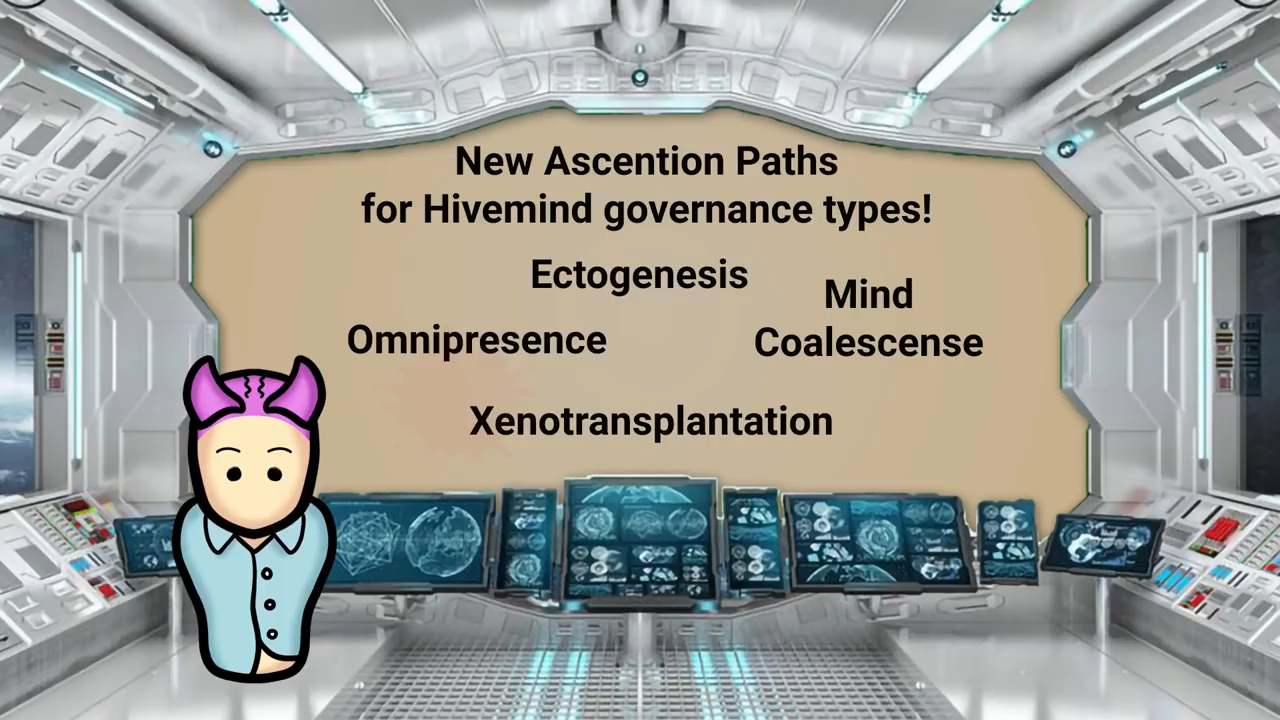 New Ascention Paths
for Hivemind governance types!
Ectogenesis
Mind
Coalescense
Omnipresence
Xenotransplantation